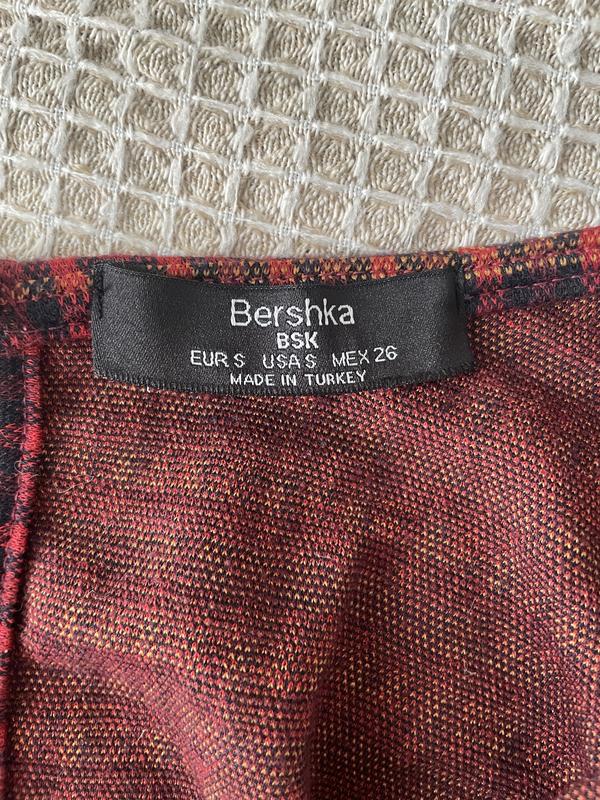 Bershka
BSK
EUR S USA S MEX 26
MADE IN TURKEY